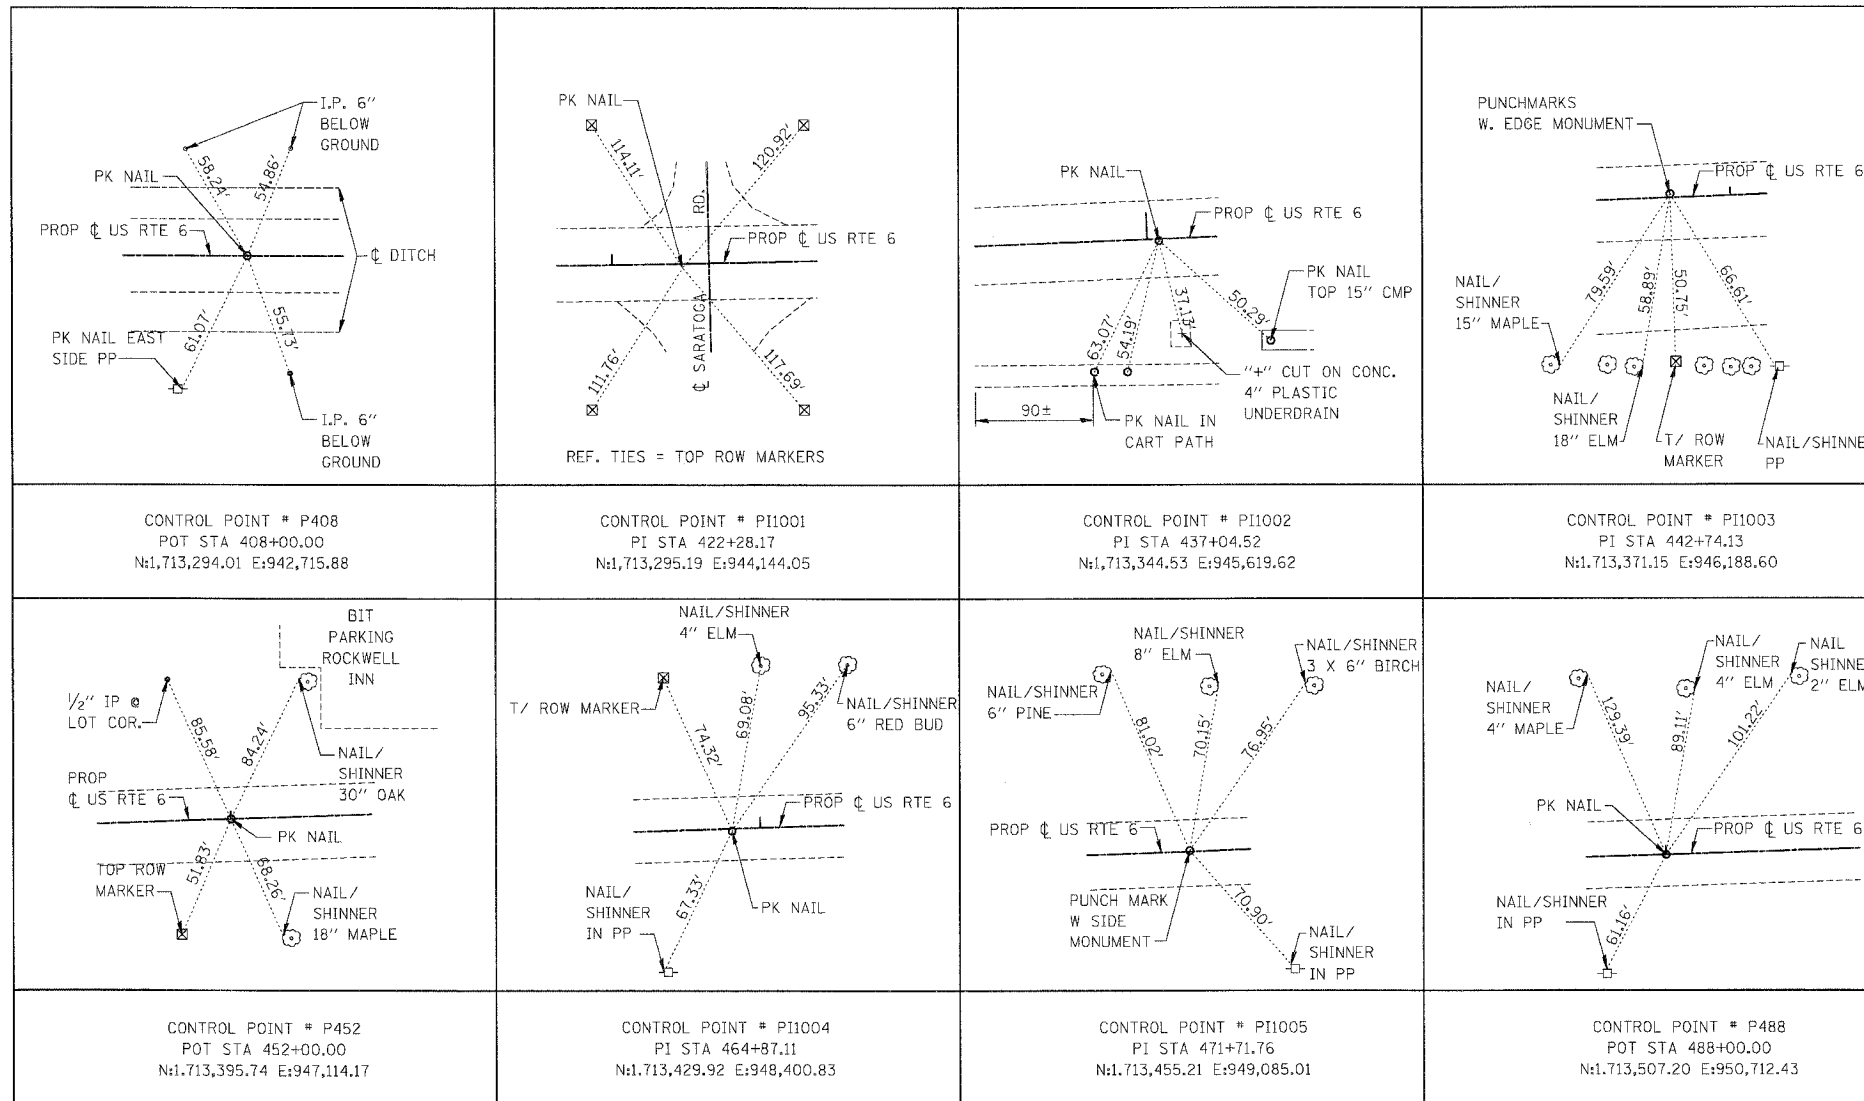 I.P. 6"
BELOW
GROUND
58.24'
54.86'
PK NAIL
PROP ℄ US RTE 6
℄ DITCH
61.07'
55.73'
PK NAIL EAST
SIDE PP
I.P. 6"
BELOW
GROUND
PK NAIL
114.11'
120.92'
RD.
PROP ℄ US RTE 6
℄ SARATOGA
111.76'
117.69'
REF. TIES = TOP ROW MARKERS
PK NAIL
PROP ℄ US RTE 6
PK NAIL
TOP 15" CMP
63.07'
54.19'
37.13'
50.29'
"+" CUT ON CONC.
4" PLASTIC
UNDERDRAIN
90±
PK NAIL IN
CART PATH
PUNCHMARKS
W. EDGE MONUMENT
PROP ℄ US RTE 6
NAIL/
SHINNER
15" MAPLE
79.59'
58.89'
50.75'
66.61'
NAIL/
SHINNER
18" ELM
T/ ROW
MARKER
NAIL/SHINNE
PP
CONTROL POINT # P408
POT STA 408+00.00
N:1,713,294.01 E:942,715.88
CONTROL POINT # PI1001
PI STA 422+28.17
N:1,713,295.19 E:944,144.05
CONTROL POINT # PI1002
PI STA 437+04.52
N:1,713,344.53 E:945,619.62
CONTROL POINT # PI1003
PI STA 442+74.13
N:1.713,371.15 E:946,188.60
BIT
PARKING
ROCKWELL
INN
1/2" IP @
LOT COR.
85.58'
84.24'
NAIL/
SHINNER
30" OAK
PROP
℄ US RTE 6
PK NAIL
TOP ROW
MARKER
51.83'
68.26'
NAIL/
SHINNER
18" MAPLE
NAIL/SHINNER
4" ELM
T/ ROW MARKER
74.32'
69.08'
95.33'
NAIL/SHINNER
6" RED BUD
PROP ℄ US RTE 6
NAIL/
SHINNER
IN PP
67.33'
PK NAIL
NAIL/SHINNER
8" ELM
NAIL/SHINNER
3 X 6" BIRCH
NAIL/SHINNER
6" PINE
81.02'
70.15'
76.95'
PROP ℄ US RTE 6
PUNCH MARK
W SIDE
MONUMENT
70.90'
NAIL/
SHINNER
IN PP
NAIL/
SHINNER
4" ELM
NAIL
SHINNE
2" ELM
NAIL/
SHINNER
4" MAPLE
129.39'
89.11'
101.22'
PK NAIL
PROP ℄ US RTE 6
NAIL/SHINNER
IN PP
61.16'
CONTROL POINT # P452
POT STA 452+00.00
N:1.713,395.74 E:947,114.17
CONTROL POINT # PI1004
PI STA 464+87.11
N:1.713,429.92 E:948,400.83
CONTROL POINT # PI1005
PI STA 471+71.76
N:1.713,455.21 E:949,085.01
CONTROL POINT # P488
POT STA 488+00.00
N:1.713,507.20 E:950,712.43